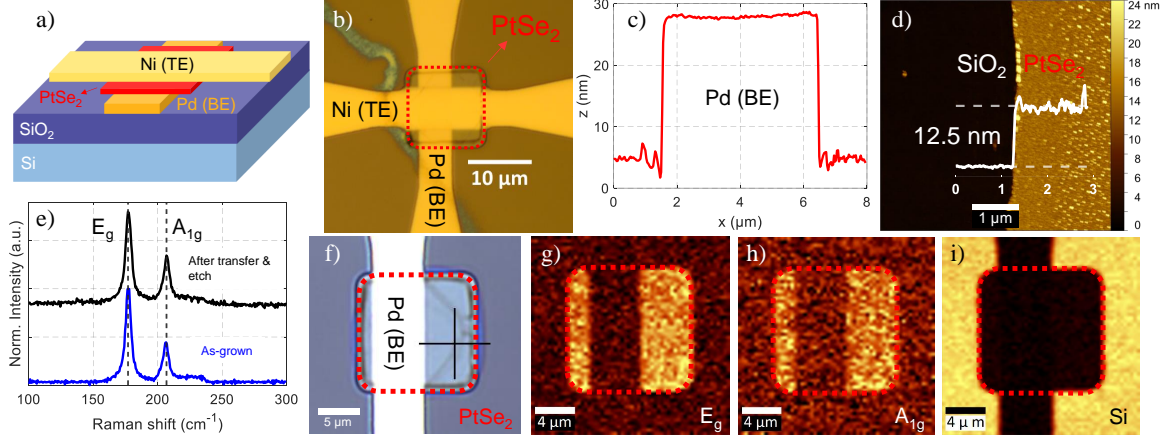 a)
Ni (TE)
PtSe2
Pd (BE)
SiO2
Si
b)
PtSe2
Ni (TE)
Pd (BE)
10 µm
c)
30
20
10
0
z (nm)
Pd (BE)
0 2 4 6 8
x (µm)
d)
SiO2
PtSe2
12.5 nm
0 1 2 3
1 µm
24 nm
22
20
18
16
14
12
10
8
6
4
2
0
e)
Eg
A1g
After transfer &
etch
As-grown
Norm. Intensity (a.u.)
100 150 200 250 300
Raman shift (cm-1)
f)
Pd (BE)
5 µm
PtSe2
g)
4 µm
Eg
h)
4 µm
A1g
i)
4 µ m
Si